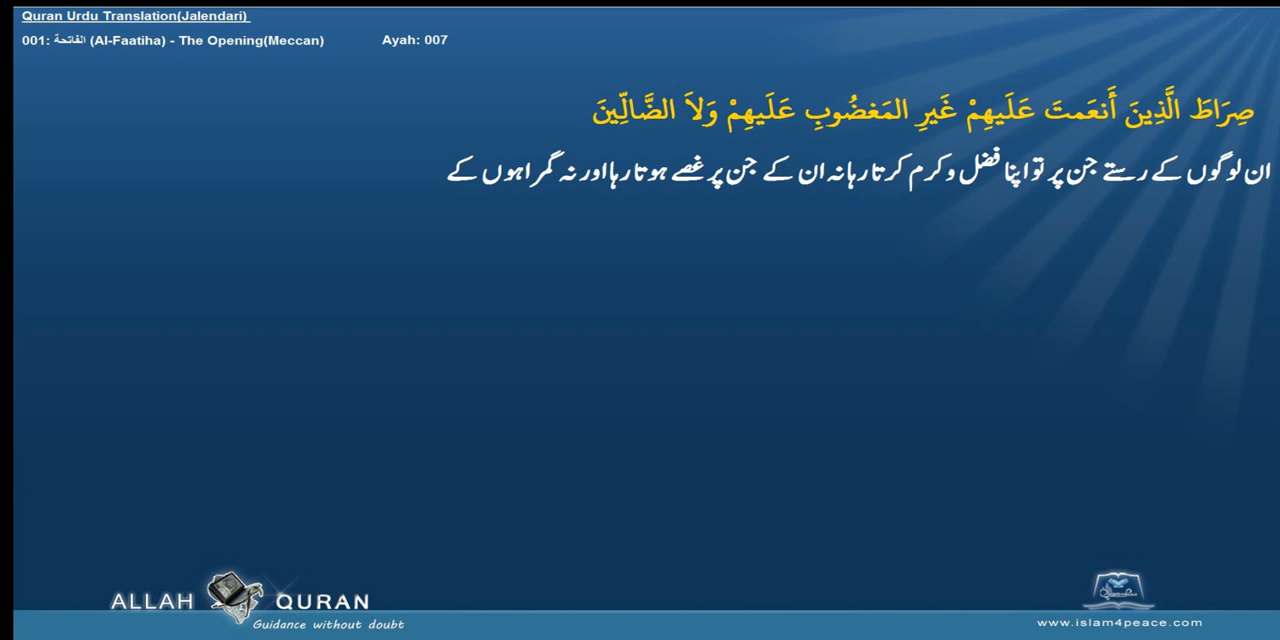 Quran Urdu Translation(Jalendari)
001: الفاتحة (Al-Faatiha) - The Opening(Meccan) Ayah: 007
صِرَاطَ الَّذِينَ أَنعَمتَ عَلَيهِمْ غَيرِ المَغضُوبِ عَلَيهِمْ وَلاَ الضَّالِّينَ
ان لوگوں کے رستے جن پر تو اپنا فضل و کرم کرتا رہا نہ ان کے جن پر غصے ہوتا رہا اور نہ گمراہوں کے
ALLAH QURAN
Guidance without doubt
www.islam4peace.com